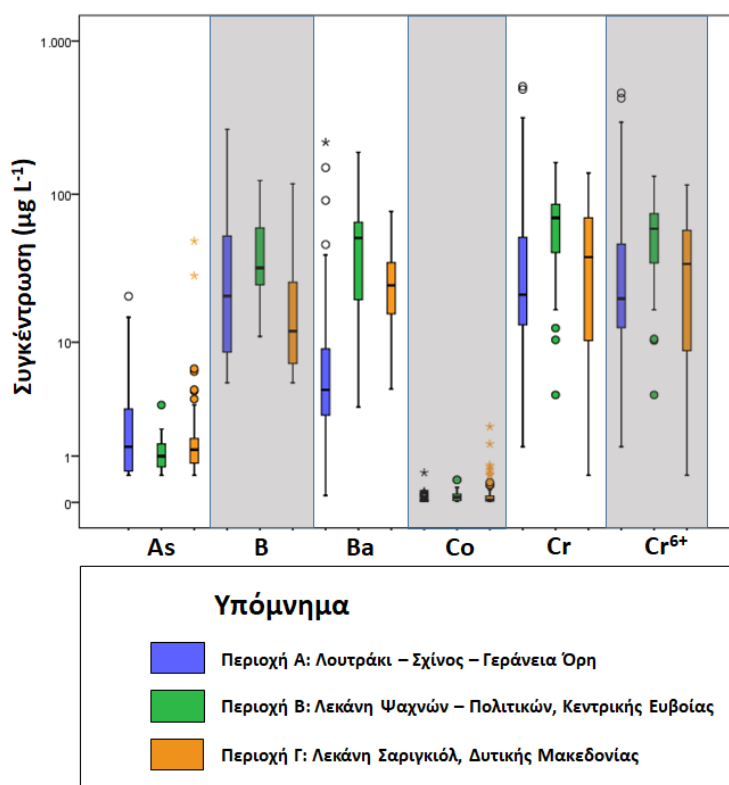 1.000
100
10
1
0
Συγκέντρωση (μg L-1)
As B Ba Co Cr Cr6+
Υπόμνημα
Περιοχή Α: Λουτράκι – Σχίνος – Γεράνεια Όρη
Περιοχή Β: Λεκάνη Ψαχνών – Πολιτικών, Κεντρικής Ευβοίας
Περιοχή Γ: Λεκάνη Σαριγκιόλ, Δυτικής Μακεδονίας